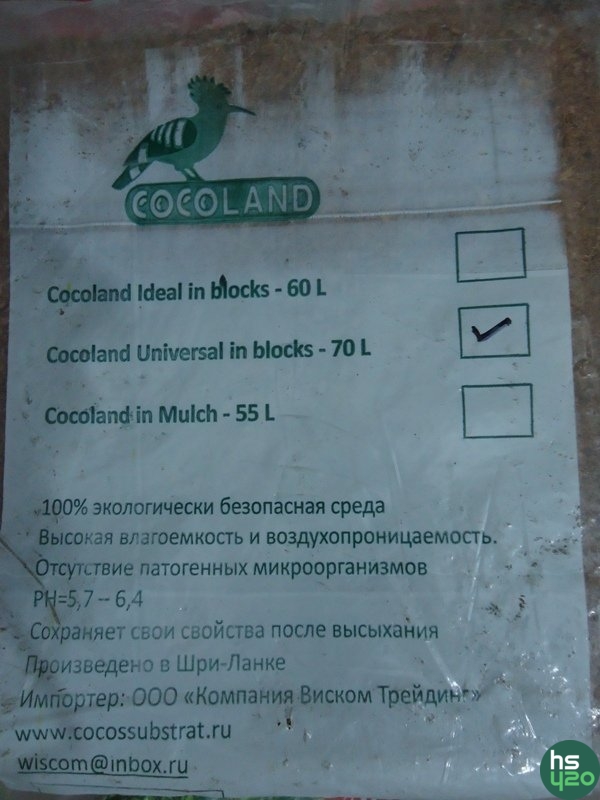 COCOLAND
Cocoland Ideal in blocks - 60 L
Cocoland Universal in blocks - 70 L
Cocoland in Mulch - 55 L
100% экологически безопасная среда
Высокая влагоемкость и воздухопроницаемость.
Отсутствие патогенных микроорганизмов
PH=5,7 – 6,4
Сохраняет свои свойства после высыхания
Произведено в Шри-Ланке
Импортер: ООО «Компания Виском Трейдинг»
www.cocossubstrat.ru
wiscom@inbox.ru
hs
420